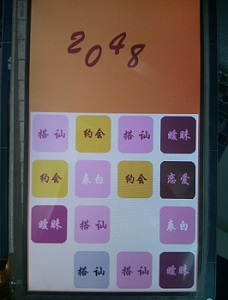 2048
搭讪 约会 搭讪 暧昧
约会 表白 约会 恋爱
暧昧 搭讪 表白
搭讪 搭讪 暧昧